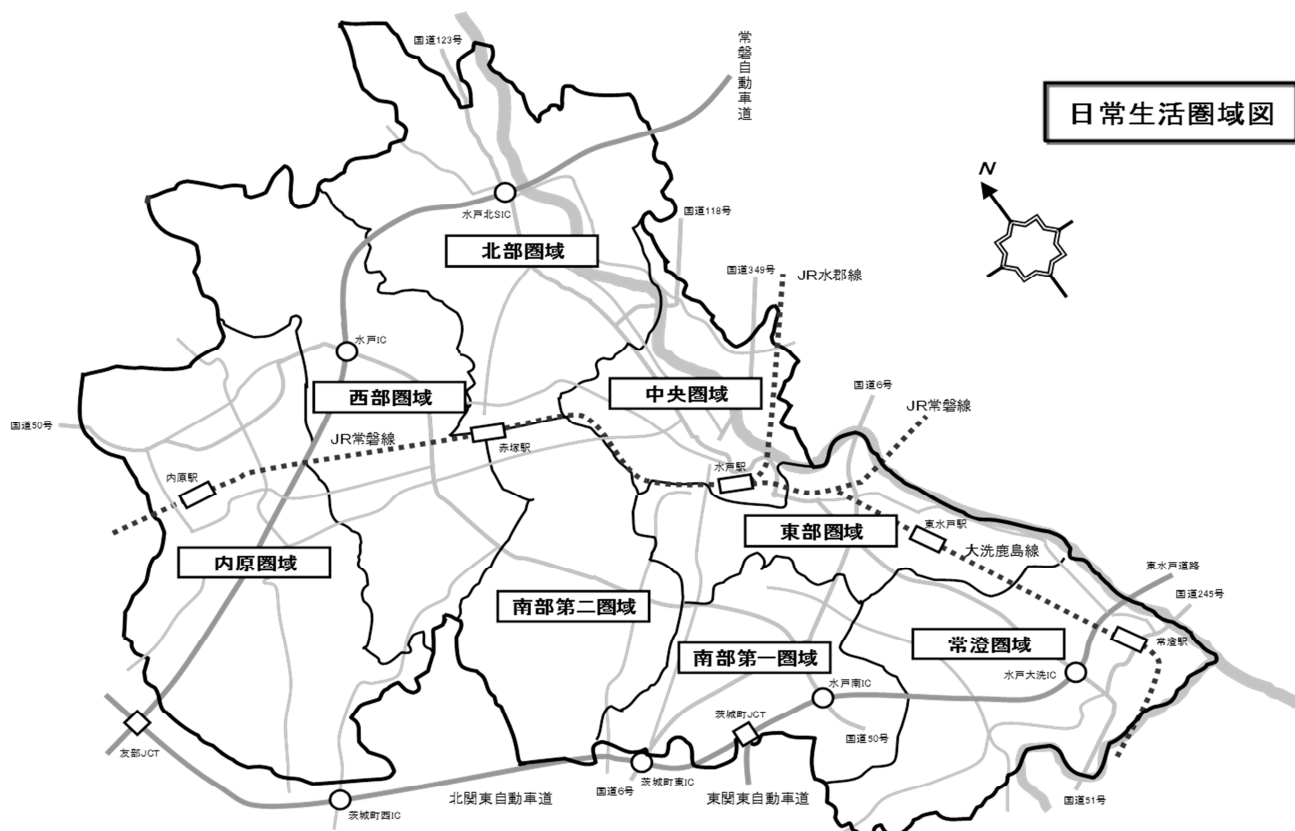 国道123号
常磐自動車道
日常生活圏域図
N
水戸北SIC
国道118号
北部圏域
国道349号
JR水郡線
水戸IC
西部圏域
中央圏域
国道6号
JR常磐線
国道50号
JR常磐線
赤塚駅
内原駅
水戸駅
東部圏域
東水戸駅
大洗鹿島線
内原圏域
東水戸道路
国道245号
南部第二圏域
常澄圏域
常澄駅
南部第一圏域
水戸大洗IC
水戸南IC
茨城町JCT
国道50号
友部JCT
茨城町東IC
国道6号
北関東自動車道
東関東自動車道
国道51号
茨城町西IC